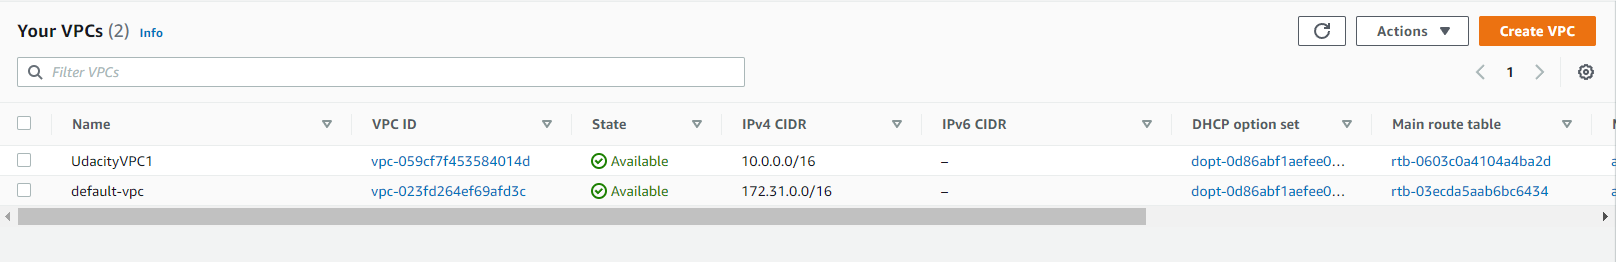 Your VPCs (2) Info Actions Create VPC
Filter VPCs 1
Name VPC ID State IPv4 CIDR IPv6 CIDR DHCP option set Main route table
UdacityVPC1 vpc-059cf7f453584014d Available 10.0.0.0/16 – dopt-0d86abf1aefee0... rtb-0603c0a4104a4ba2d
default-vpc vpc-023fd264ef69afd3c Available 172.31.0.0/16 – dopt-0d86abf1aefee0... rtb-03ecda5aab6bc6434